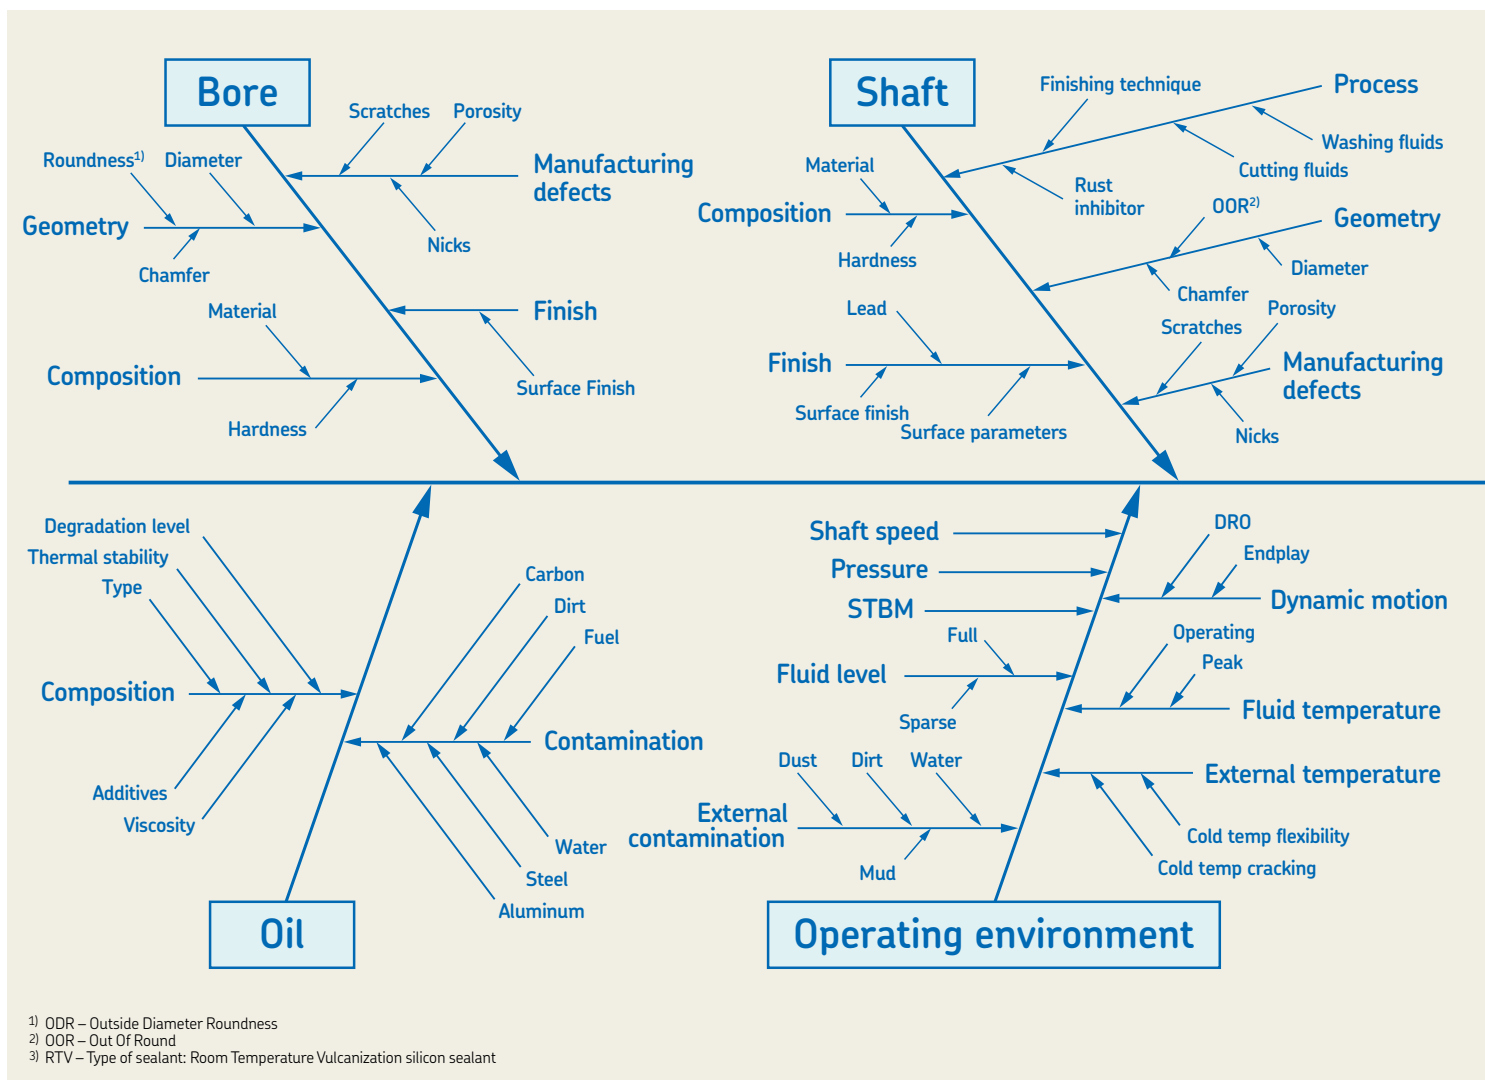 Bore
Scratches
Porosity
Roundness1)
Diameter
Manufacturing
defects
Geometry
Nicks
Chamfer
Material
Finish
Composition
Surface Finish
Hardness
Shaft
Finishing technique
Process
Washing fluids
Cutting fluids
Material
Rust
inhibitor
Composition
OOR2)
Geometry
Hardness
Diameter
Chamfer
Lead
Porosity
Scratches
Finish
Manufacturing
defects
Surface finish
Surface parameters
Nicks
Degradation level
Thermal stability
Type
Carbon
Dirt
Fuel
Composition
Contamination
Additives
Viscosity
Water
Steel
Aluminum
Oil
Shaft speed
DRO
Endplay
Pressure
Dynamic motion
STBM
Full
Operating
Peak
Fluid level
Sparse
Fluid temperature
Dust
Dirt
Water
External temperature
External
contamination
Cold temp flexibility
Mud
Cold temp cracking
Operating environment
1) ODR – Outside Diameter Roundness
2) OOR – Out Of Round
3) RTV – Type of sealant: Room Temperature Vulcanization silicon sealant